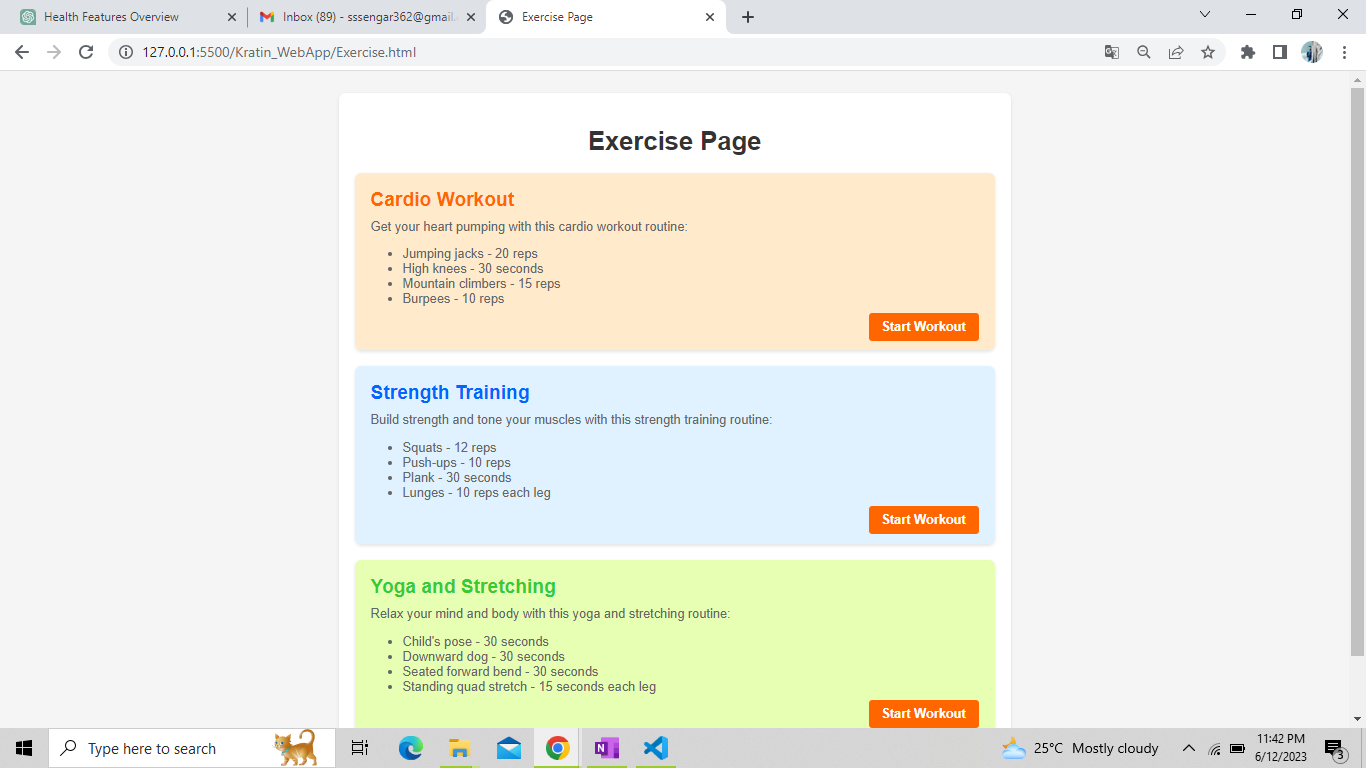 Health Features Overview
Inbox (89) - sssengar362@gmail.
Exercise Page
127.0.0.1:5500/Kratin_WebApp/Exercise.html
Exercise Page
Cardio Workout
Get your heart pumping with this cardio workout routine:
• Jumping jacks - 20 reps
• High knees - 30 seconds
• Mountain climbers - 15 reps
• Burpees - 10 reps
Start Workout
Strength Training
Build strength and tone your muscles with this strength training routine:
• Squats - 12 reps
• Push-ups - 10 reps
• Plank - 30 seconds
• Lunges - 10 reps each leg
Start Workout
Yoga and Stretching
Relax your mind and body with this yoga and stretching routine:
• Child's pose - 30 seconds
• Downward dog - 30 seconds
• Seated forward bend - 30 seconds
• Standing quad stretch - 15 seconds each leg
Start Workout
Type here to search
25°C Mostly cloudy
11:42 PM
6/12/2023
3